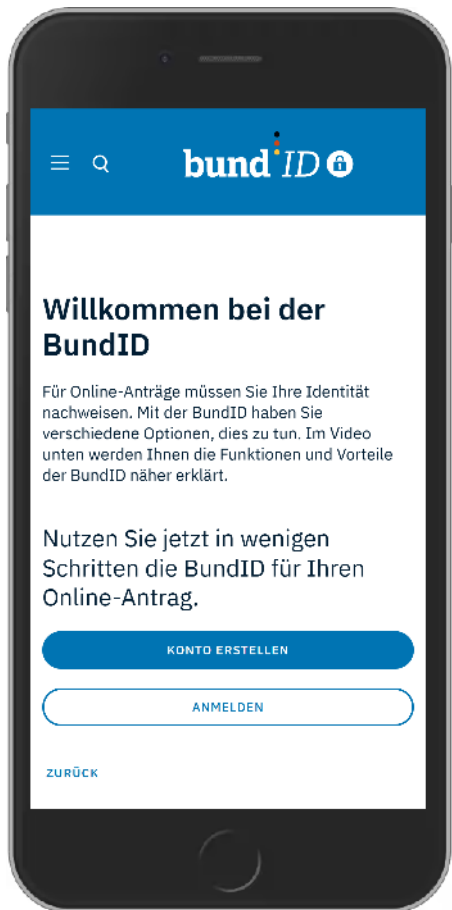 bund ID
Willkommen bei der
BundID
Für Online-Anträge müssen Sie Ihre Identität
nachweisen. Mit der BundID haben Sie
verschiedene Optionen, dies zu tun. Im Video
unten werden Ihnen die Funktionen und Vorteile
der BundID näher erklärt.
Nutzen Sie jetzt in wenigen
Schritten die BundID für Ihren
Online-Antrag.
KONTO ERSTELLEN
ANMELDEN
ZURÜCK